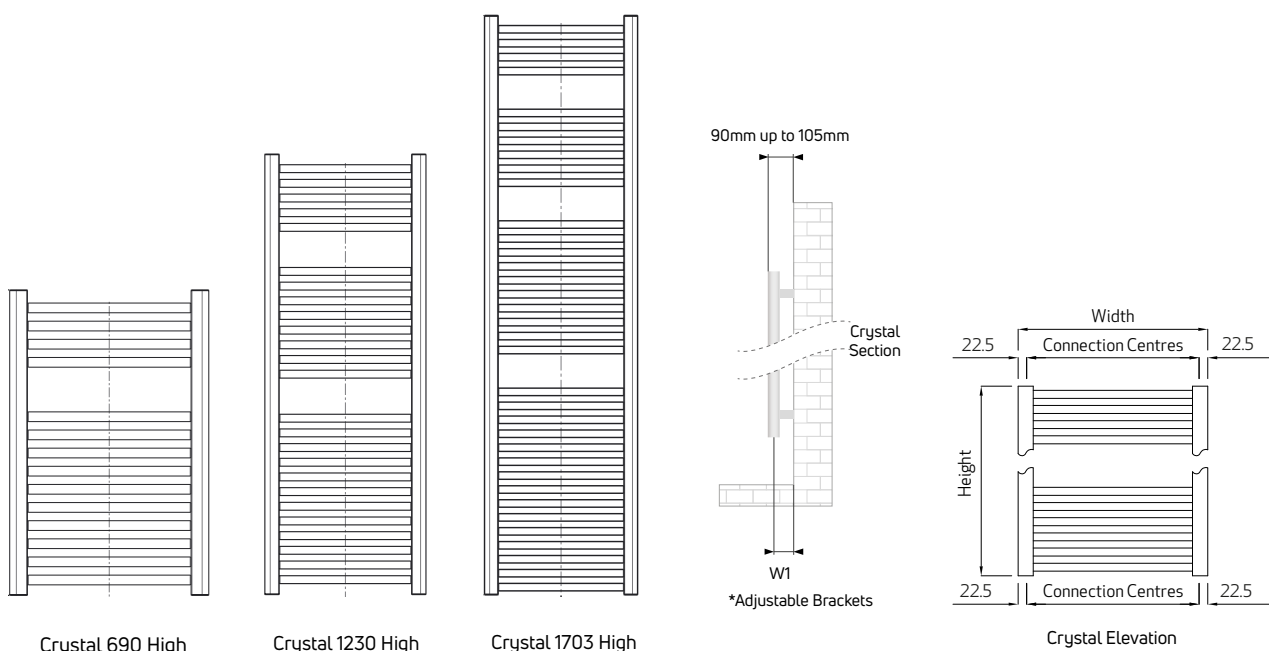 90mm up to 105mm
Crystal
Section
W1
*Adjustable Brackets
Width
22.5
Connection Centres
22.5
Height
22.5
Connection Centres
22.5
Crystal 690 High
Crystal 1230 High
Crystal 1703 High
Crystal Elevation